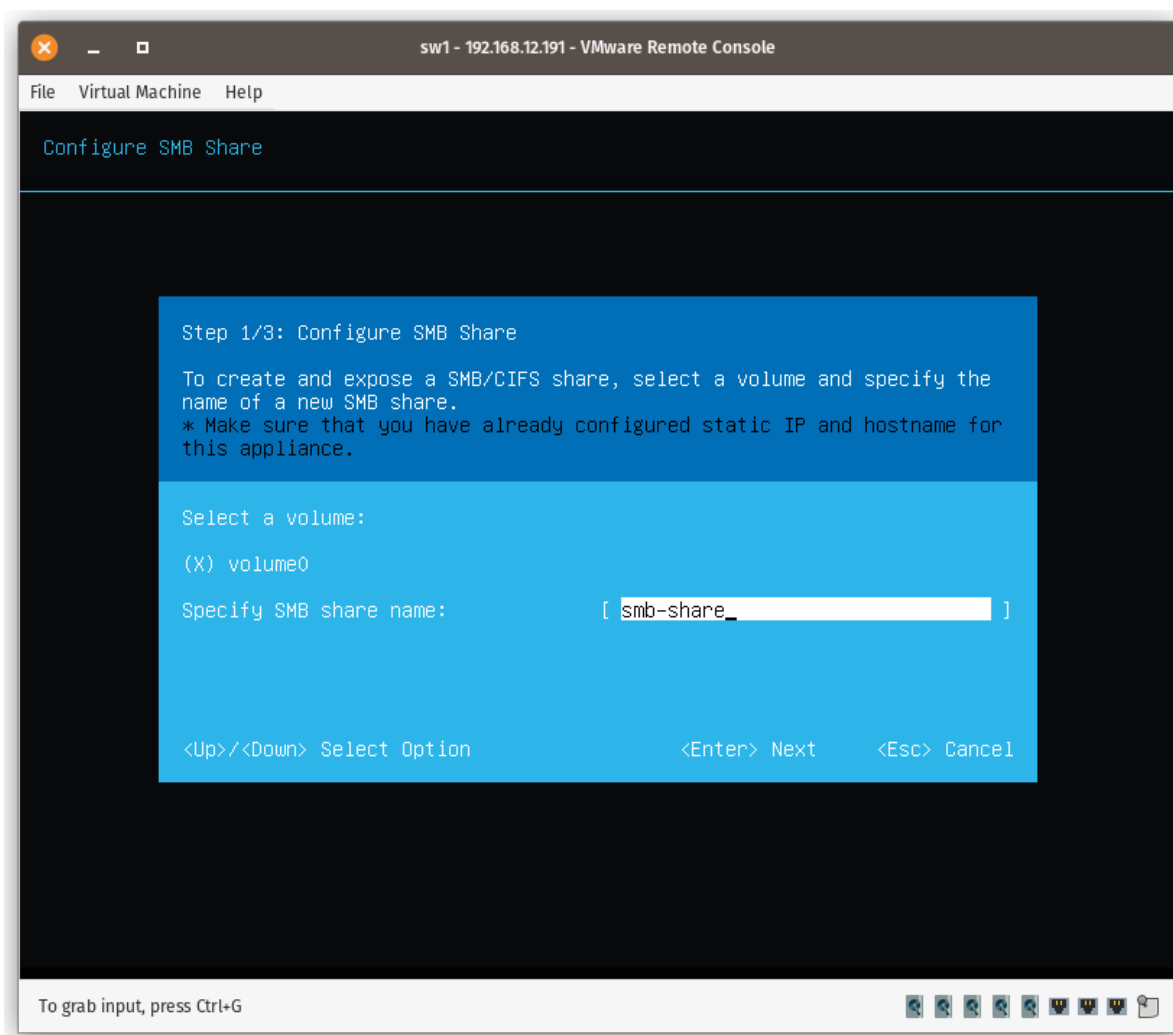 sw1 - 192.168.12.191 - VMware Remote Console
File Virtual Machine Help
Configure SMB Share
Step 1/3: Configure SMB Share
To create and expose a SMB/CIFS share, select a volume and specify the
name of a new SMB share.
* Make sure that you have already configured static IP and hostname for
this appliance.
Select a volume:
(X) volume0
Specify SMB share name: [ smb-share_ ]
<Up>/<Down> Select Option <Enter> Next <Esc> Cancel
To grab input, press Ctrl+G